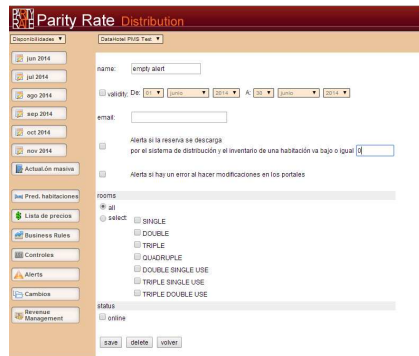 PARITY RATE Parity Rate Distribution
Disponibilidades ▼ DataHotel PMS Test ▼
jun 2014
jul 2014
ago 2014
sep 2014
oct 2014
nov 2014
Actual.ón masiva
Pred. habitaciones
Lista de precios
Business Rules
Controles
Alerts
Cambios
Revenue
Management
name: empty alert
validity: De: 01 ▼ junio ▼ 2014 ▼ A: 30 ▼ junio ▼ 2014 ▼
email:
Alerta si la reserva se descarga
por el sistema de distribución y el inventario de una habitación va bajo o igual 0
Alerta si hay un error al hacer modificaciones en los portales
rooms
all
select
SINGLE
DOUBLE
TRIPLE
QUADRUPLE
DOUBLE SINGLE USE
TRIPLE SINGLE USE
TRIPLE DOUBLE USE
status
online
save delete volver